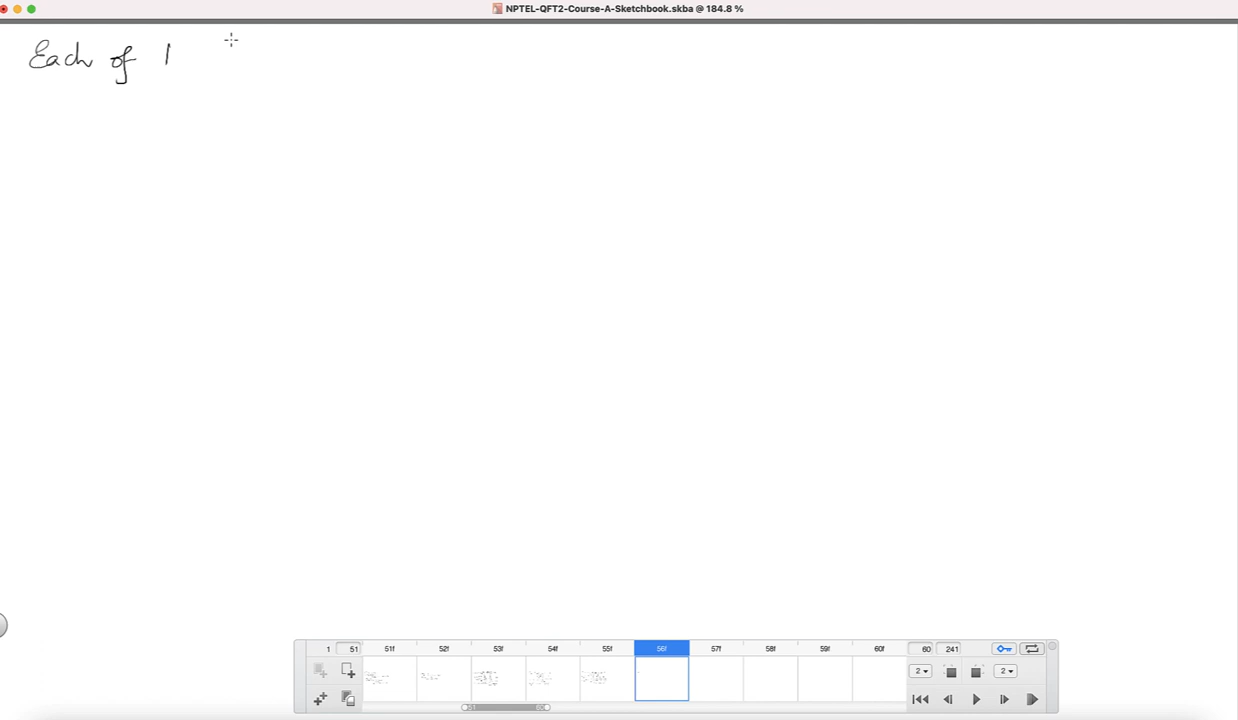 NPTEL-QFT2-Course-A-Sketchbook.skba @ 184.8 %
Each of
1 51 51f 52f 53f 54f 55f 56f 57f 58f 59f 60f 60 241
2 2